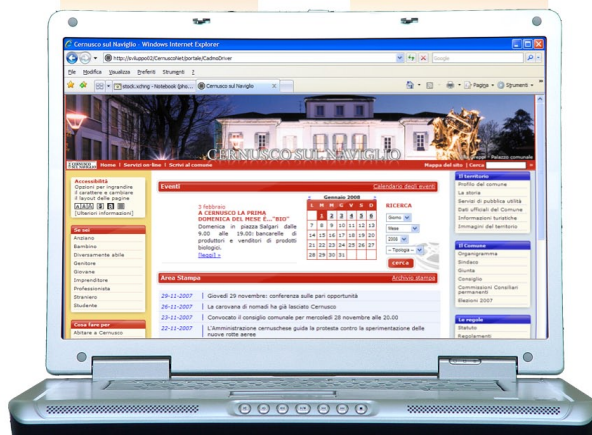 Cernusco sul Naviglio - Windows Internet Explorer
http://sviluppo02/CernuscoNet/portale/CadmoDriver
Google
File Modifica Visualizza Preferiti Strumenti ?
Cernusco sul Naviglio
Pagina Strumenti
CERNUSCO SUL NAVIGLIO
Palazzo comunale
Home | Servizi on-line | Scrivi al comune
Mappa del sito | Cerca
Accessibilità
Opzioni per ingrandire
il carattere e cambiare
il layout delle pagine
[Ulteriori informazioni]
Se sei
Anziano
Bambino
Diversamente abile
Genitore
Giovane
Imprenditore
Professionista
Straniero
Studente
Cosa fare per
Abitare a Cernusco
Eventi
Calendario degli eventi
3 febbraio
A CERNUSCO LA PRIMA
DOMENICA DEL MESE È..."BIO"
Domenica in piazza Salgari dalle
9.00 alle 19.00: bancarelle di
produttori e venditori di prodotti
biologici.
[leggi] »
Gennaio 2008
L M M G V S D
1 2 3 4 5 6
7 8 9 10 11 12 13
14 15 16 17 18 19 20
21 22 23 24 25 26 27
28 29 30 31
RICERCA
Giorno
Mese
2008
-- Tipologia --
cerca
Area Stampa
Archivio stampa
29-11-2007 Giovedì 29 novembre: conferenza sulle pari opportunità
26-11-2007 La carovana di nomadi ha già lasciato Cernusco
23-11-2007 Convocato il consiglio comunale per mercoledì 28 novembre alle 20.00
22-11-2007 L'Amministrazione cernuschese guida la protesta contro la sperimentazione delle
nuove rotte aeree
Il territorio
Profilo del comune
La storia
Servizi di pubblica utilità
Dati ufficiali del Comune
Informazioni turistiche
Immagini del territorio
Il Comune
Organigramma
Sindaco
Giunta
Consiglio
Commissioni Consiliari
permanenti
Elezioni 2007
Le regole
Statuto
Regolamenti